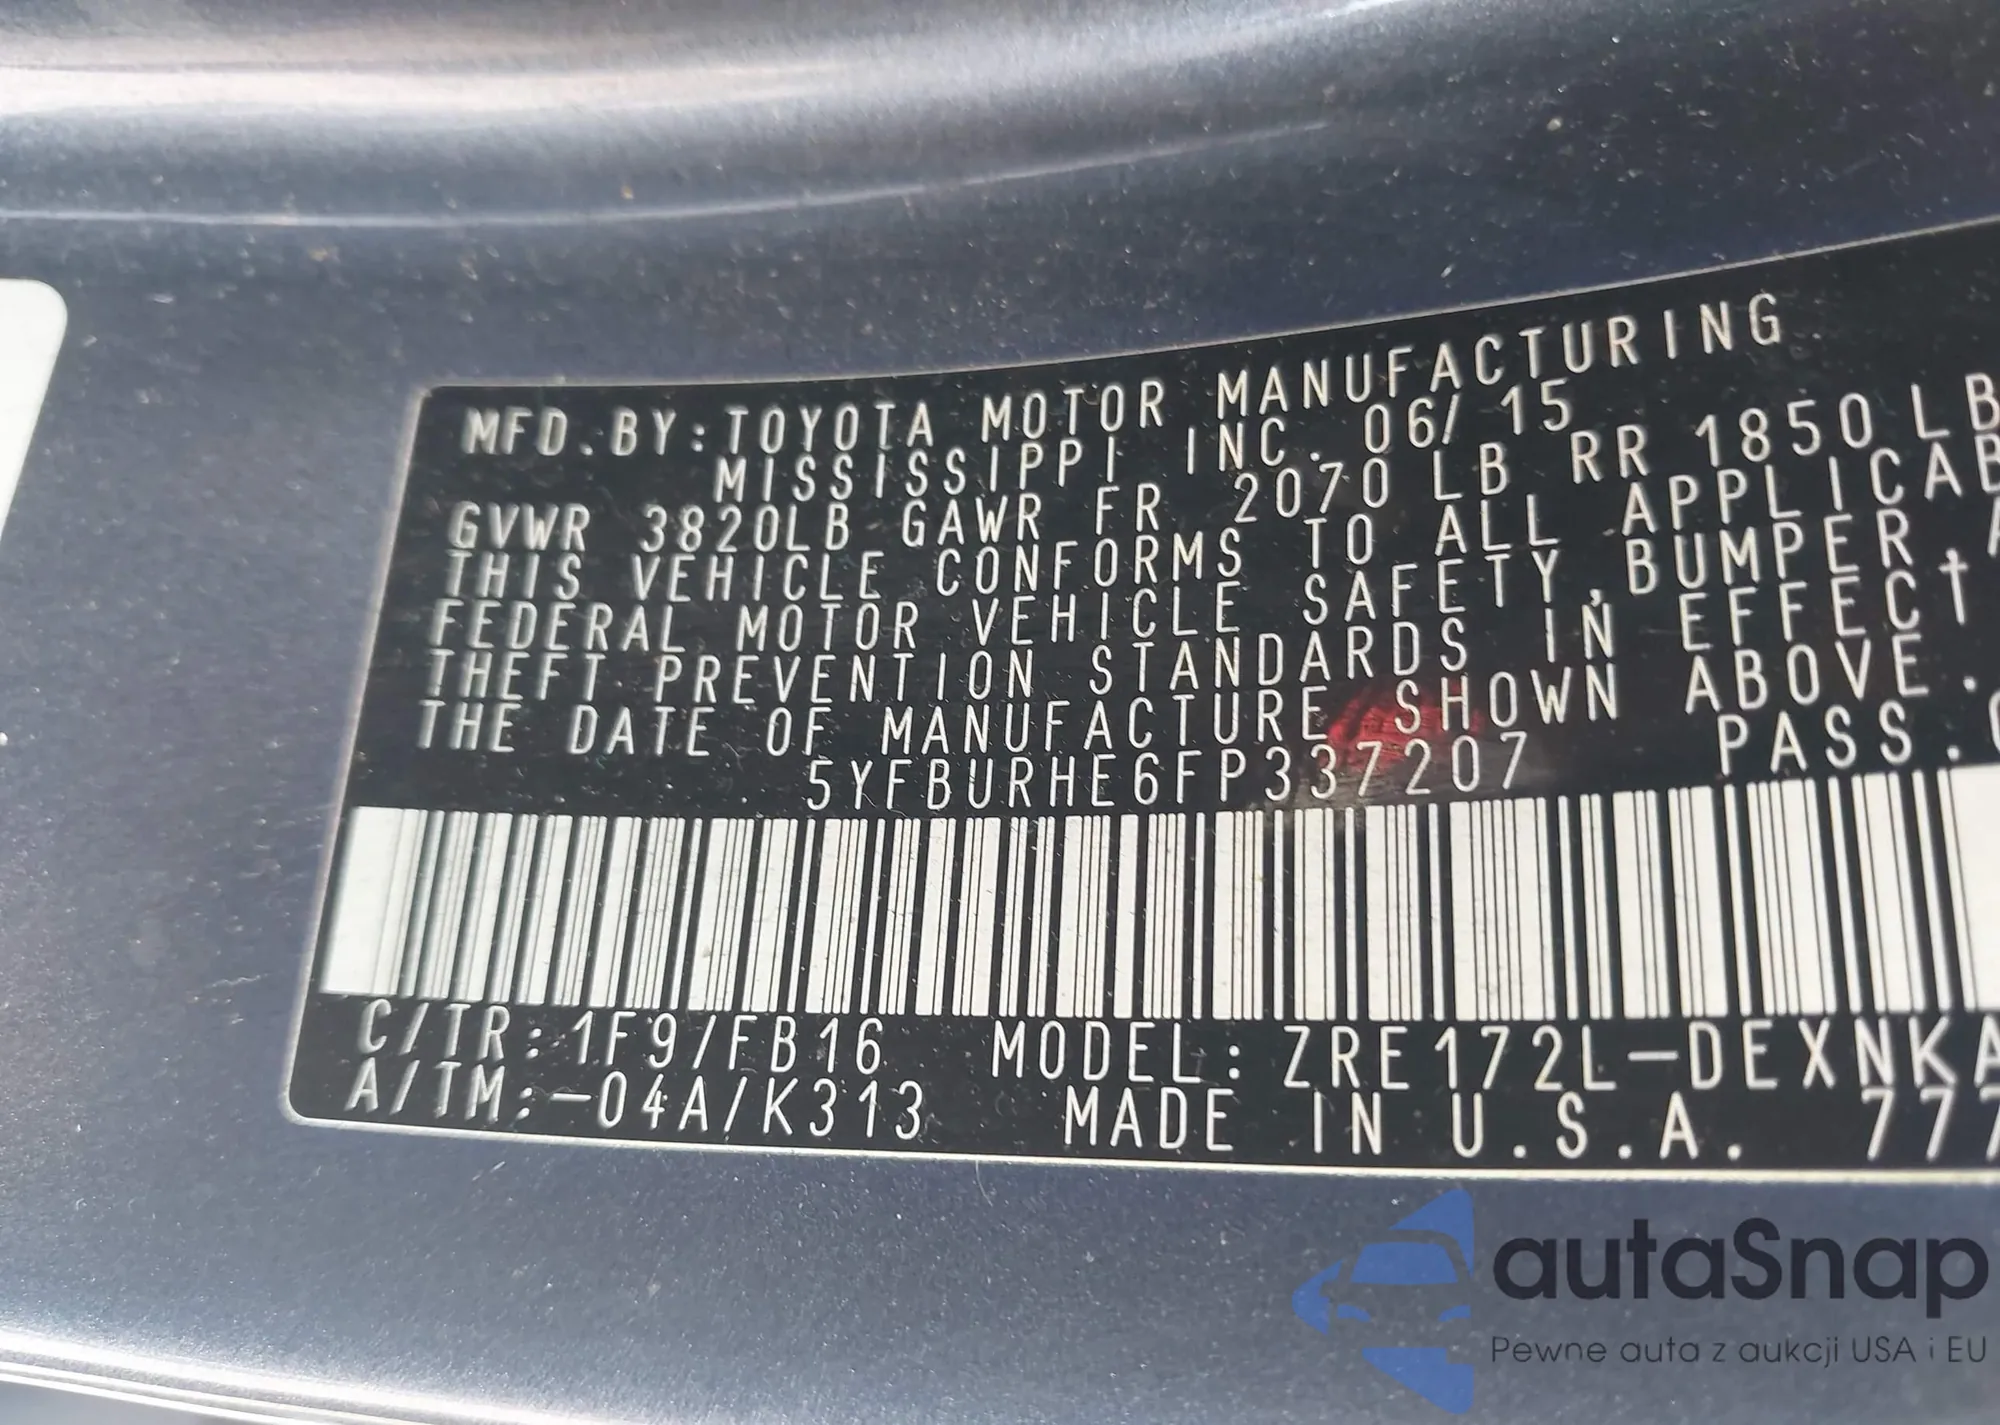 MFD.BY:TOYOTA MOTOR MANUFACTURING
MISSISSIPPI INC. 06/15
GVWR 3820LB GAWR FR 2070 LB RR 1850 LB
THIS VEHICLE CONFORMS TO ALL APPLICAB
FEDERAL MOTOR VEHICLE SAFETY,BUMPER,A
THEFT PREVENTION STANDARDS IN EFFECT
THE DATE OF MANUFACTURE SHOWN ABOVE.
5YFBURHE6FP337207 PASS.
C/TR:1F9/FB16 MODEL: ZRE172L-DEXNKA
A/TM:-04A/K313 MADE IN U.S.A. 777
autaSnap
Pewne auta z aukcji USA i EU